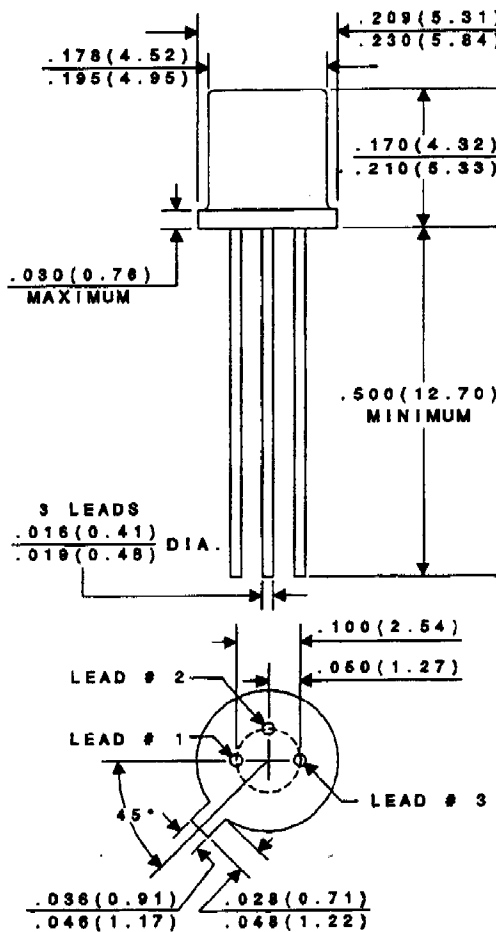 .209(5.31)
.230(5.84)
.178(4.52)
.195(4.95)
.170(4.32)
.210(5.33)
.030(0.76)
MAXIMUM
.500(12.70)
MINIMUM
3 LEADS
.016(0.41)
.019(0.48)
DIA.
.100(2.54)
.050(1.27)
LEAD # 2
LEAD # 1
LEAD # 3
45°
.036(0.91)
.046(1.17)
.028(0.71)
.048(1.22)